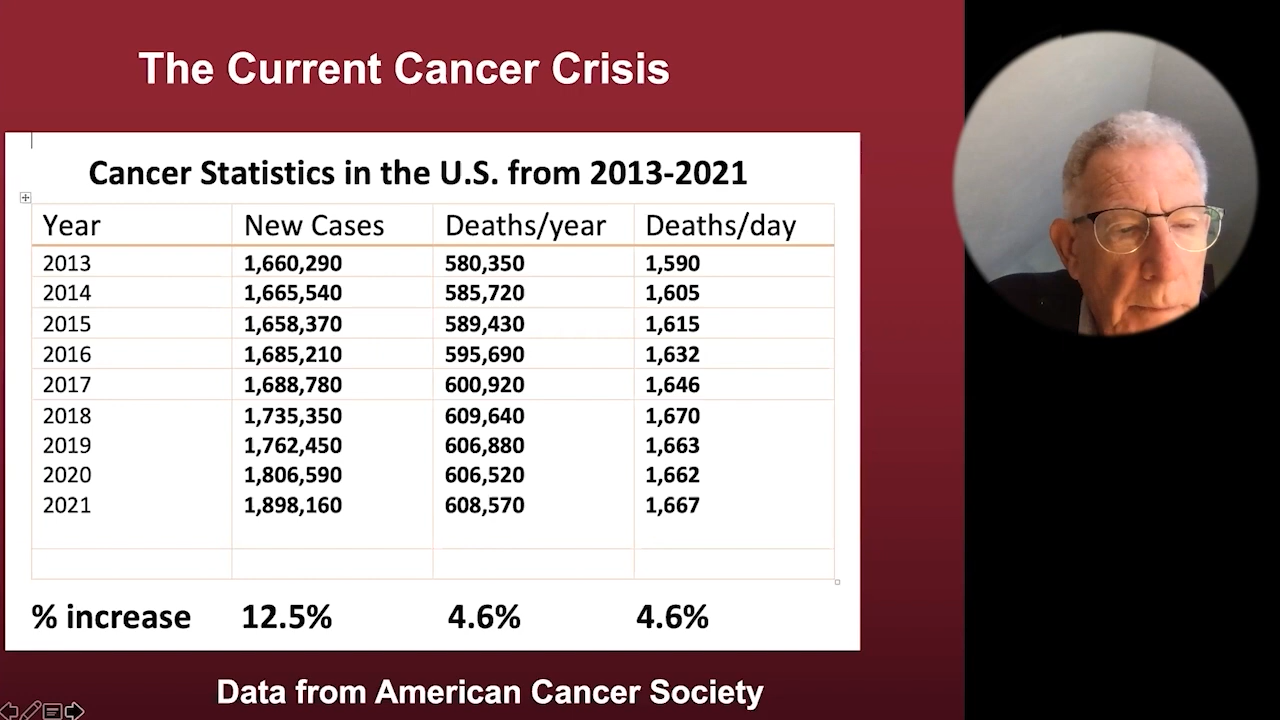 The Current Cancer Crisis
Cancer Statistics in the U.S. from 2013-2021
Year New Cases Deaths/year Deaths/day
2013 1,660,290 580,350 1,590
2014 1,665,540 585,720 1,605
2015 1,658,370 589,430 1,615
2016 1,685,210 595,690 1,632
2017 1,688,780 600,920 1,646
2018 1,735,350 609,640 1,670
2019 1,762,450 606,880 1,663
2020 1,806,590 606,520 1,662
2021 1,898,160 608,570 1,667
% increase 12.5% 4.6% 4.6%
Data from American Cancer Society